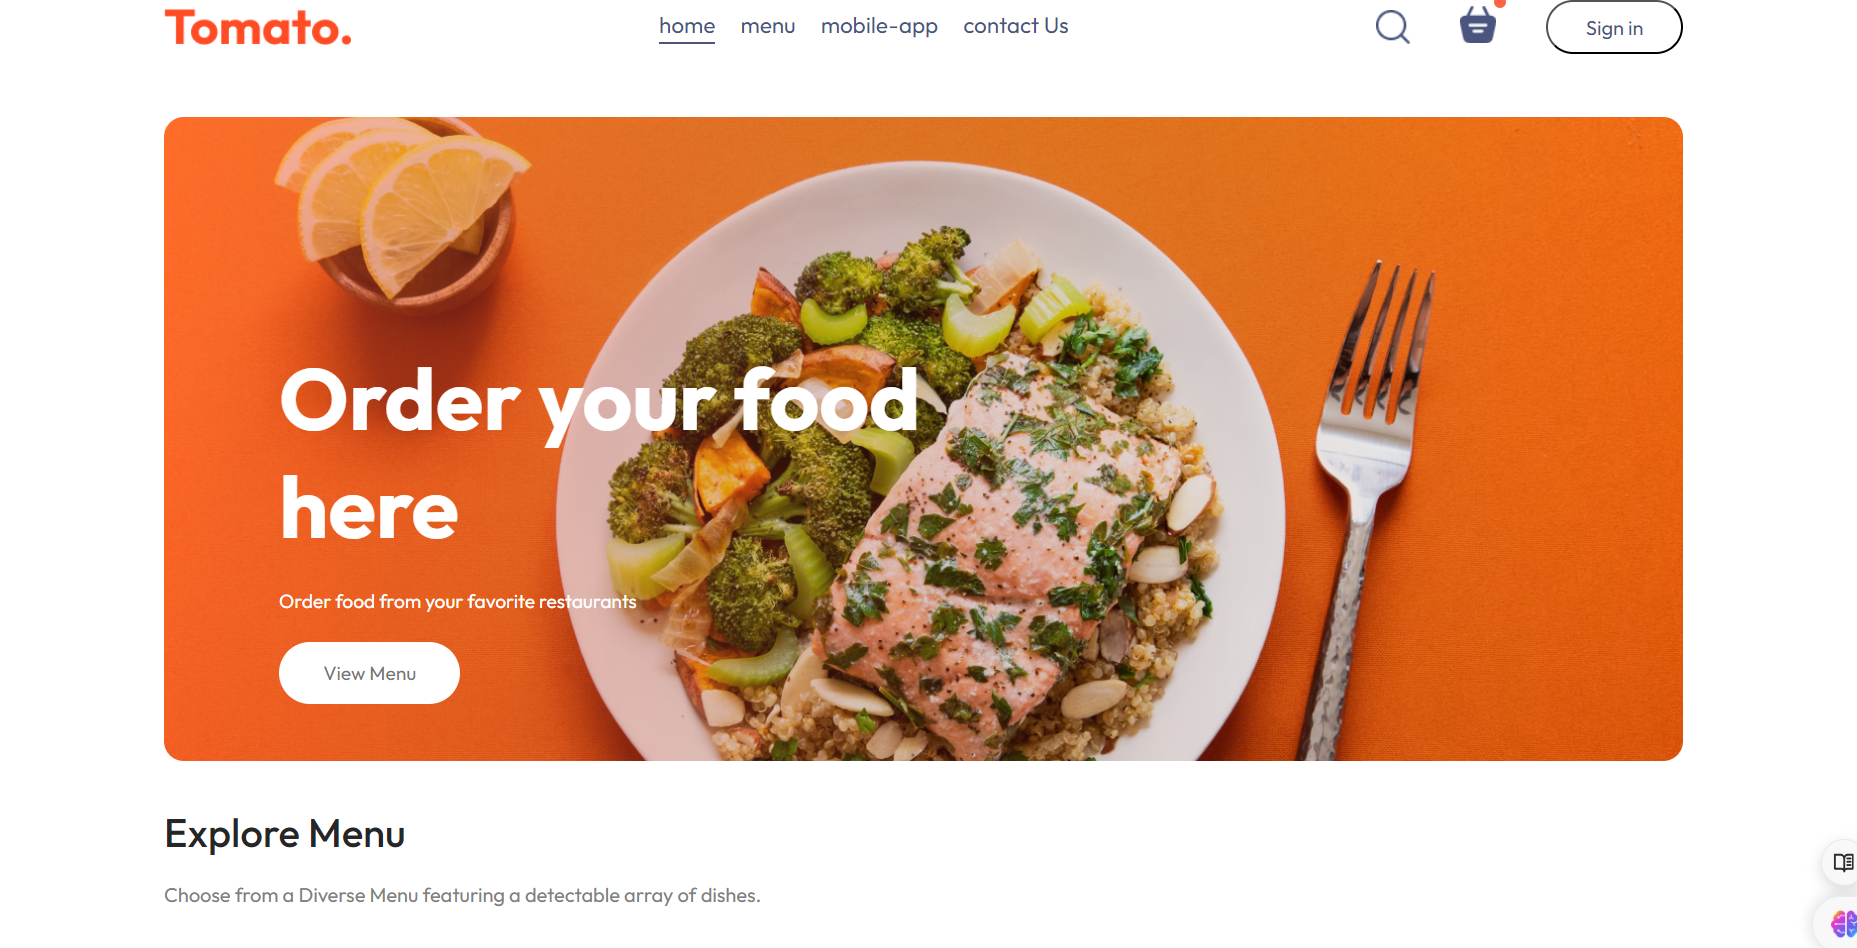 Tomato.
home menu mobile-app contact Us
Sign in
Order your food
here
Order food from your favorite restaurants
View Menu
Explore Menu
Choose from a Diverse Menu featuring a detectable array of dishes.